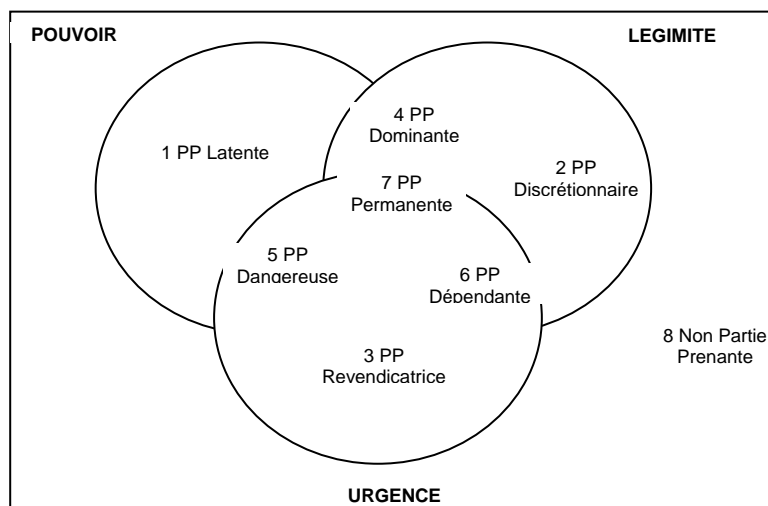 POUVOIR
LEGIMITE
4 PP
Dominante
1 PP Latente
2 PP
Discrétionnaire
7 PP
Permanente
5 PP
Dangereuse
6 PP
Dépendante
8 Non Partie
Prenante
3 PP
Revendicatrice
URGENCE